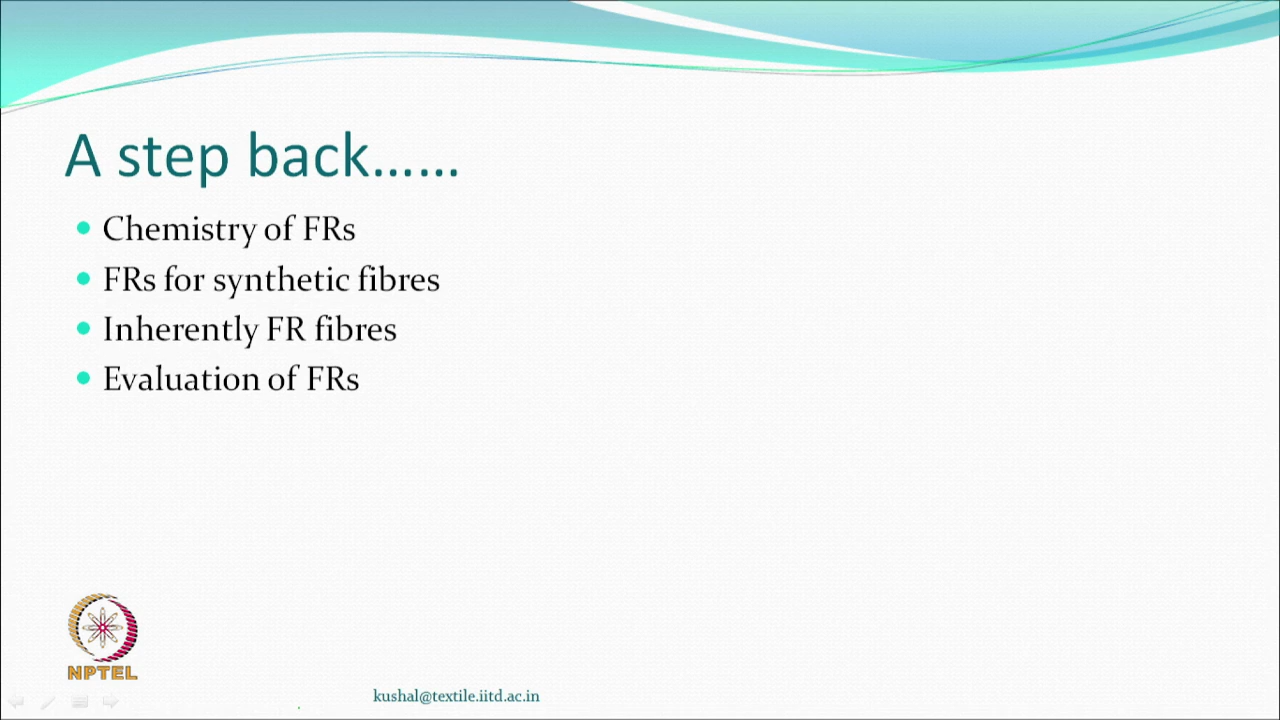 A step back……
Chemistry of FRs
FRs for synthetic fibres
Inherently FR fibres
Evaluation of FRs
NPTEL
kushal@textile.iitd.ac.in